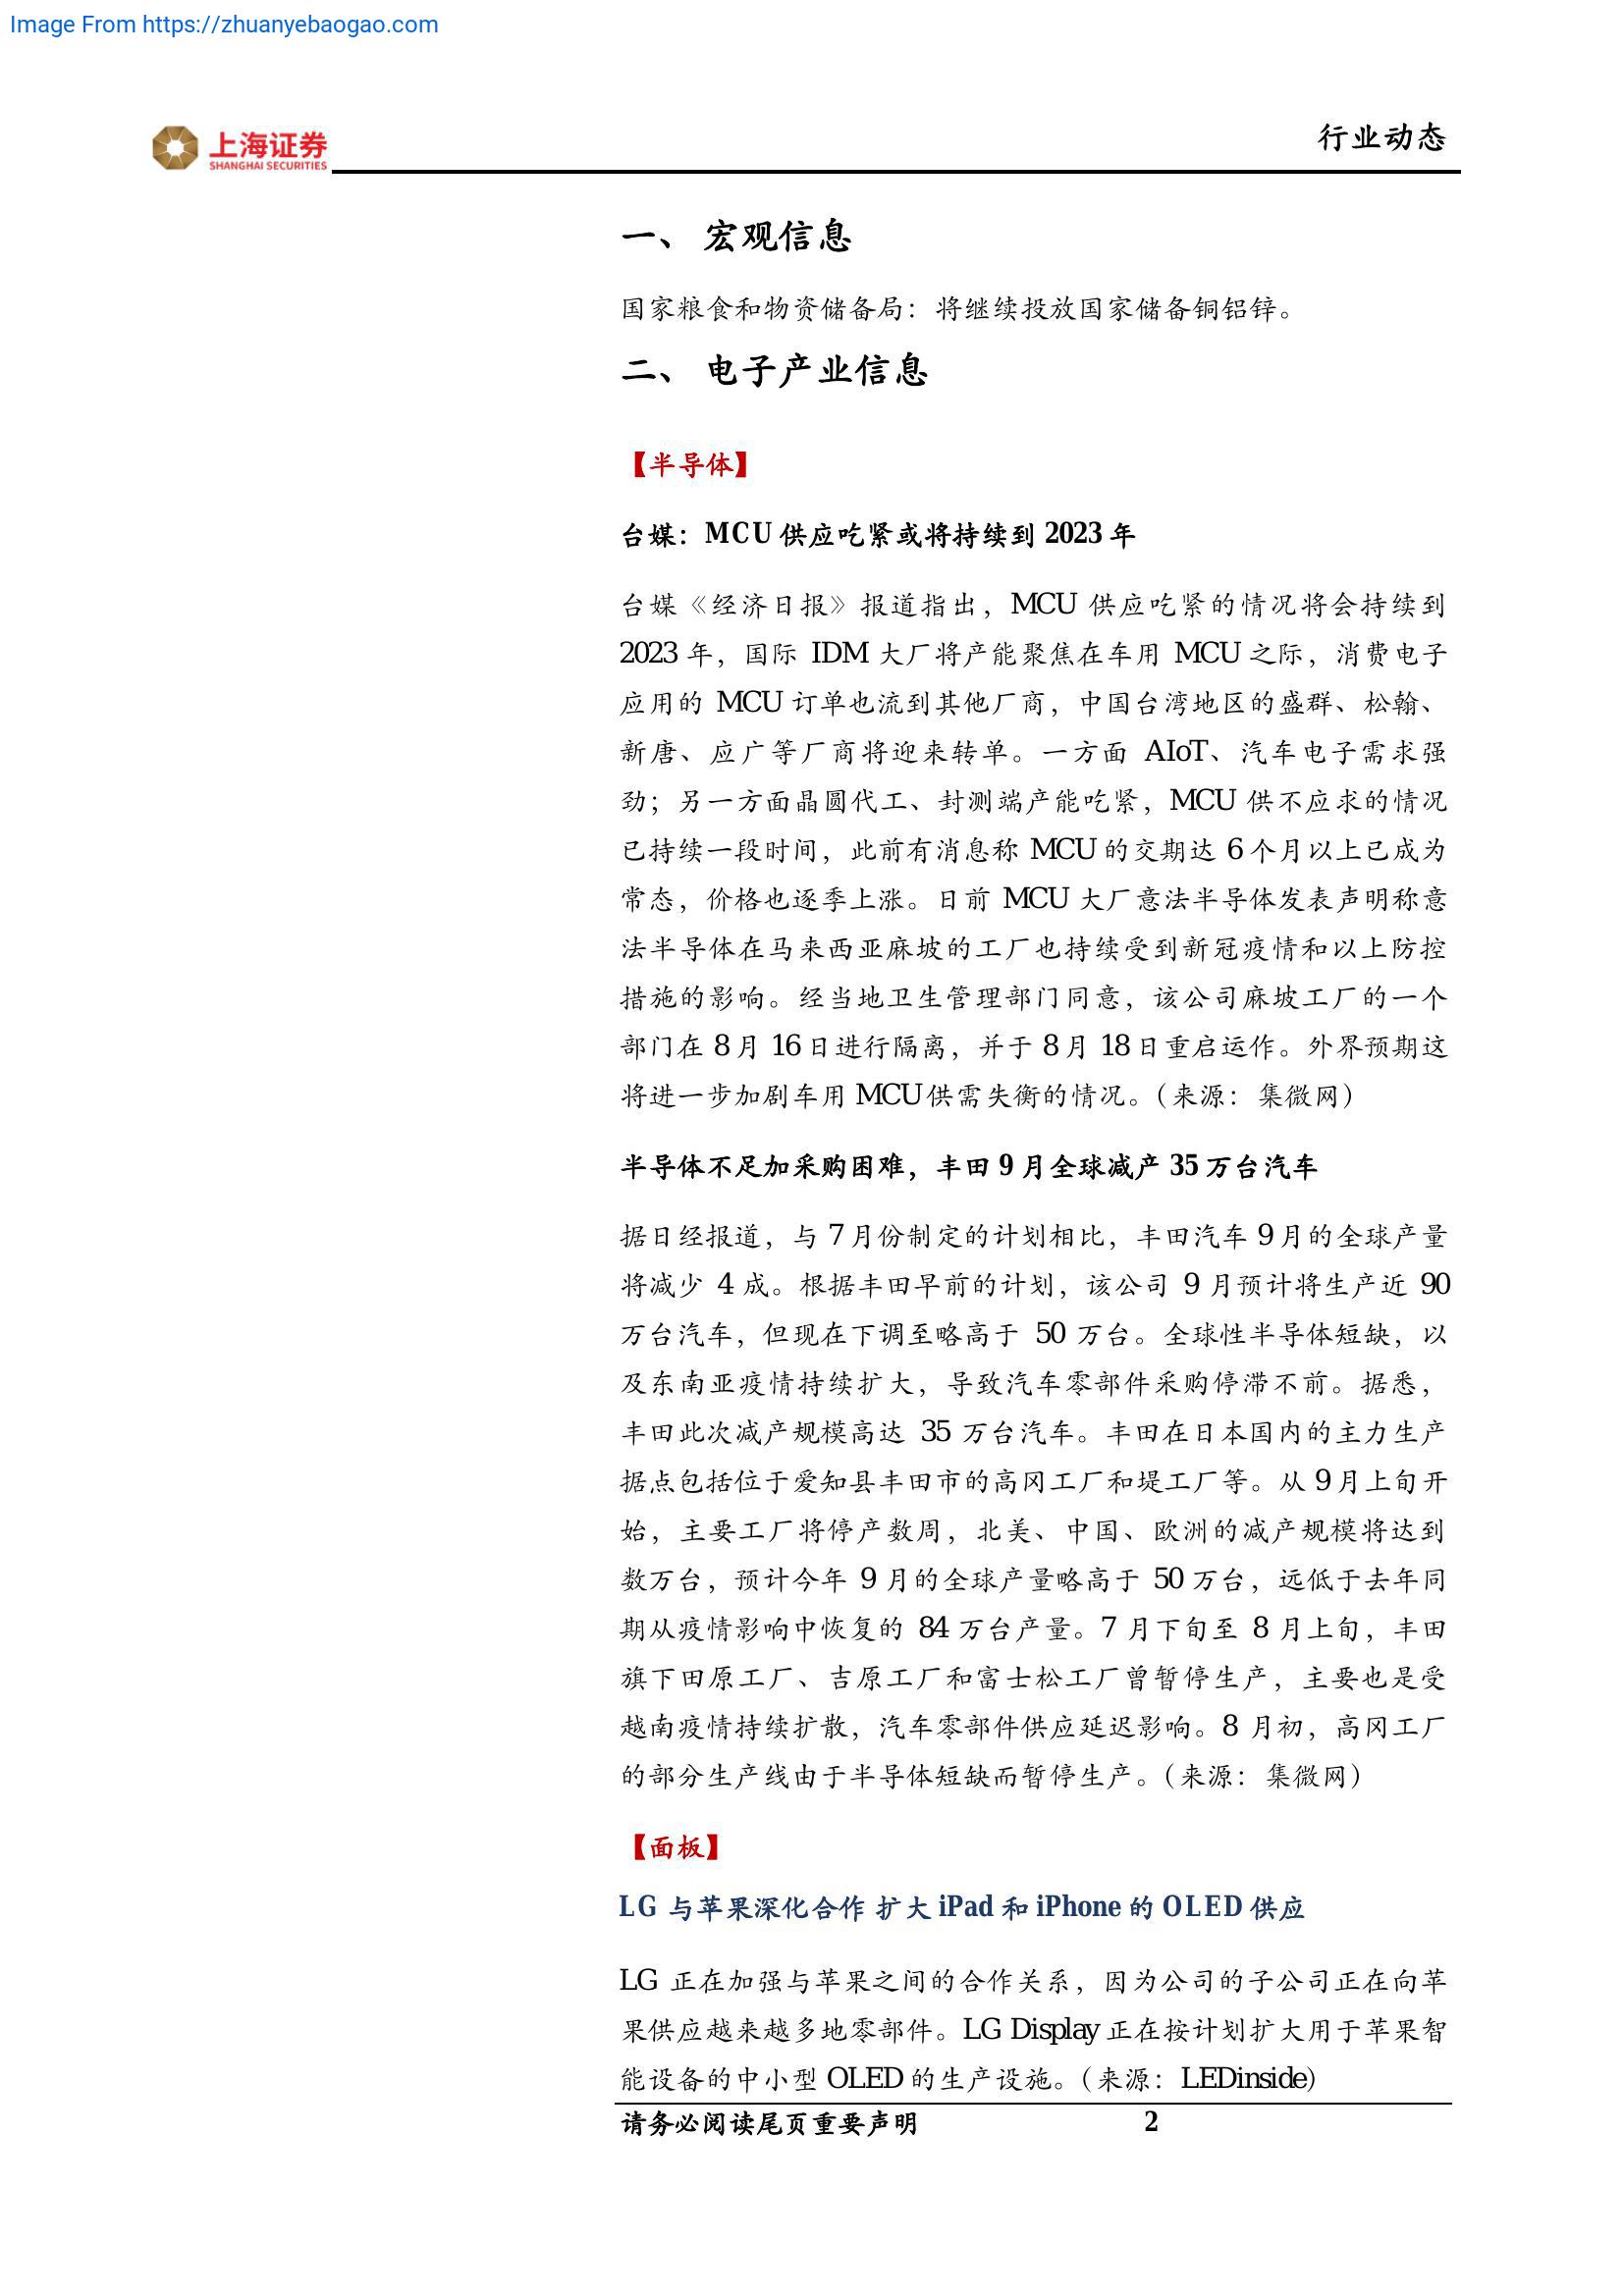 Image From https://zhuanyebaogao.com
上海证券
SHANGHAI SECURITIES
行业动态
一、 宏观信息
国家粮食和物资储备局：将继续投放国家储备铜铝锌。
二、 电子产业信息
【半导体】
台媒：MCU 供应吃紧或将持续到 2023 年
台媒《经济日报》报道指出，MCU 供应吃紧的情况将会持续到
2023 年，国际 IDM 大厂将产能聚焦在车用 MCU 之际，消费电子
应用的 MCU 订单也流到其他厂商，中国台湾地区的盛群、松翰、
新唐、应广等厂商将迎来转单。一方面 AIoT、汽车电子需求强
劲；另一方面晶圆代工、封测端产能吃紧，MCU 供不应求的情况
已持续一段时间，此前有消息称 MCU 的交期达 6 个月以上已成为
常态，价格也逐季上涨。日前 MCU 大厂意法半导体发表声明称意
法半导体在马来西亚麻坡的工厂也持续受到新冠疫情和以上防控
措施的影响。经当地卫生管理部门同意，该公司麻坡工厂的一个
部门在 8 月 16 日进行隔离，并于 8 月 18 日重启运作。外界预期这
将进一步加剧车用 MCU 供需失衡的情况。（来源：集微网）
半导体不足加采购困难，丰田 9 月全球减产 35 万台汽车
据日经报道，与 7 月份制定的计划相比，丰田汽车 9 月的全球产量
将减少 4 成。根据丰田早前的计划，该公司 9 月预计将生产近 90
万台汽车，但现在下调至略高于 50 万台。全球性半导体短缺，以
及东南亚疫情持续扩大，导致汽车零部件采购停滞不前。据悉，
丰田此次减产规模高达 35 万台汽车。丰田在日本国内的主力生产
据点包括位于爱知县丰田市的高冈工厂和堤工厂等。从 9 月上旬开
始，主要工厂将停产数周，北美、中国、欧洲的减产规模将达到
数万台，预计今年 9 月的全球产量略高于 50 万台，远低于去年同
期从疫情影响中恢复的 84 万台产量。7 月下旬至 8 月上旬，丰田
旗下田原工厂、吉原工厂和富士松工厂曾暂停生产，主要也是受
越南疫情持续扩散，汽车零部件供应延迟影响。8 月初，高冈工厂
的部分生产线由于半导体短缺而暂停生产。（来源：集微网）
【面板】
LG 与苹果深化合作 扩大 iPad 和 iPhone 的 OLED 供应
LG 正在加强与苹果之间的合作关系，因为公司的子公司正在向苹
果供应越来越多地零部件。LG Display 正在按计划扩大用于苹果智
能设备的中小型 OLED 的生产设施。（来源：LEDinside）
请务必阅读尾页重要声明 2